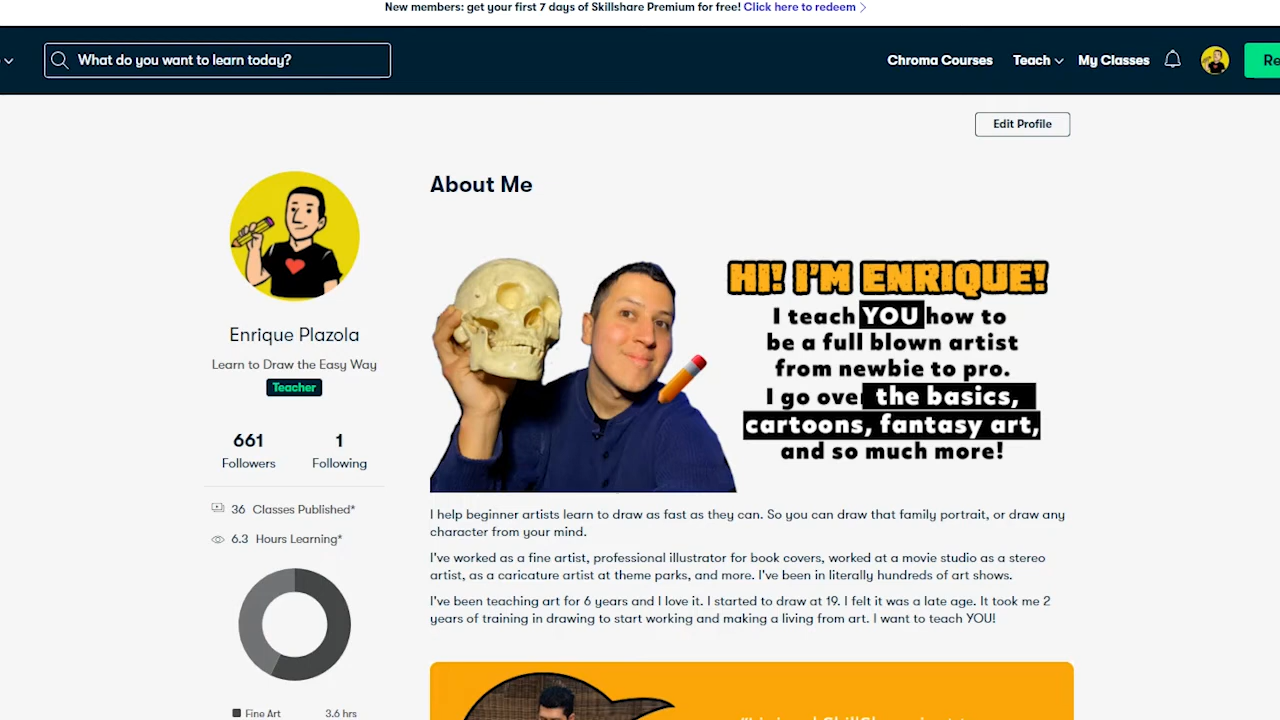 New members: get your first 7 days of Skillshare Premium for free! Click here to redeem
What do you want to learn today?
Chroma Courses
Teach
My Classes
Re
Edit Profile
About Me
HI! I'M ENRIQUE!
I teach YOU how to
be a full blown artist
from newbie to pro.
I go over the basics,
cartoons, fantasy art,
and so much more!
Enrique Plazola
Learn to Draw the Easy Way
Teacher
661 1
Followers Following
36 Classes Published*
6.3 Hours Learning*
Fine Art 3.6 hrs
I help beginner artists learn to draw as fast as they can. So you can draw that family portrait, or draw any
character from your mind.
I've worked as a fine artist, professional illustrator for book covers, worked at a movie studio as a stereo
artist, as a caricature artist at theme parks, and more. I've been in literally hundreds of art shows.
I've been teaching art for 6 years and I love it. I started to draw at 19. I felt it was a late age. It took me 2
years of training in drawing to start working and making a living from art. I want to teach YOU!